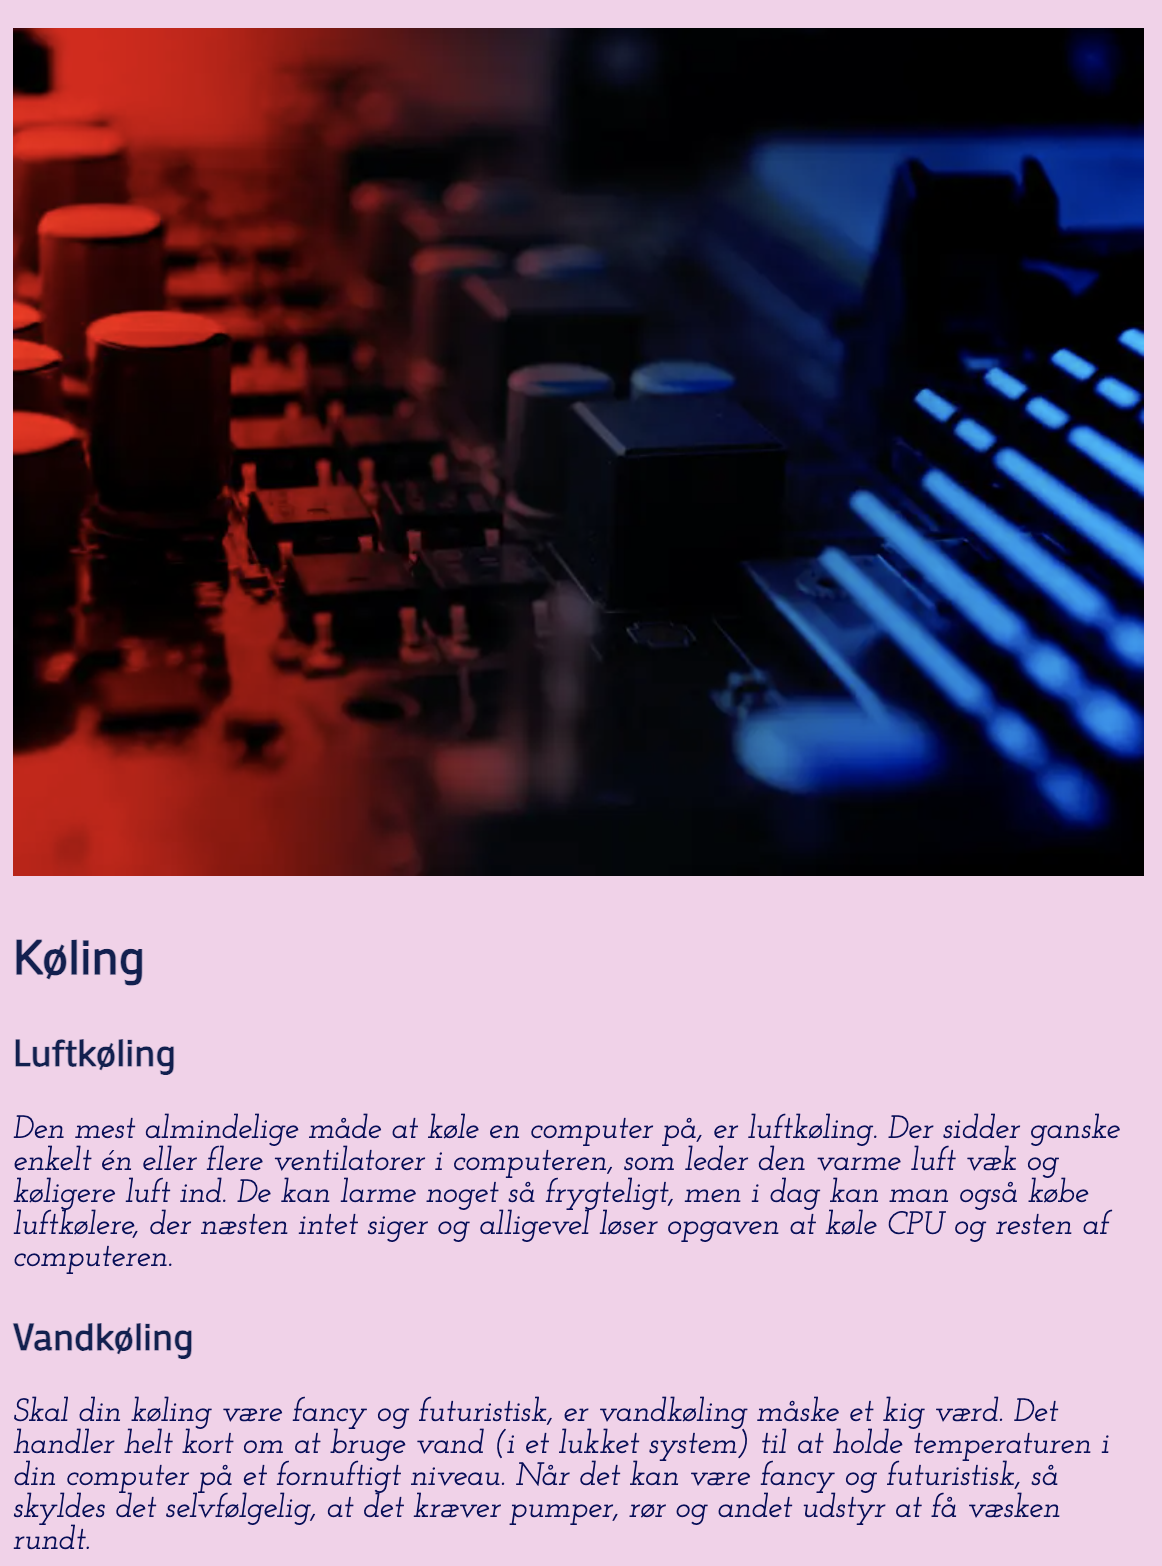 Køling
Luftkøling
Den mest almindelige måde at køle en computer på, er luftkøling. Der sidder ganske
enkelt én eller flere ventilatorer i computeren, som leder den varme luft væk og
køligere luft ind. De kan larme noget så frygteligt, men i dag kan man også købe
luftkølere, der næsten intet siger og alligevel løser opgaven at køle CPU og resten af
computeren.
Vandkøling
Skal din køling være fancy og futuristisk, er vandkøling måske et kig værd. Det
handler helt kort om at bruge vand (i et lukket system) til at holde temperaturen i
din computer på et fornuftigt niveau. Når det kan være fancy og futuristisk, så
skyldes det selvfølgelig, at det kræver pumper, rør og andet udstyr at få væsken
rundt.